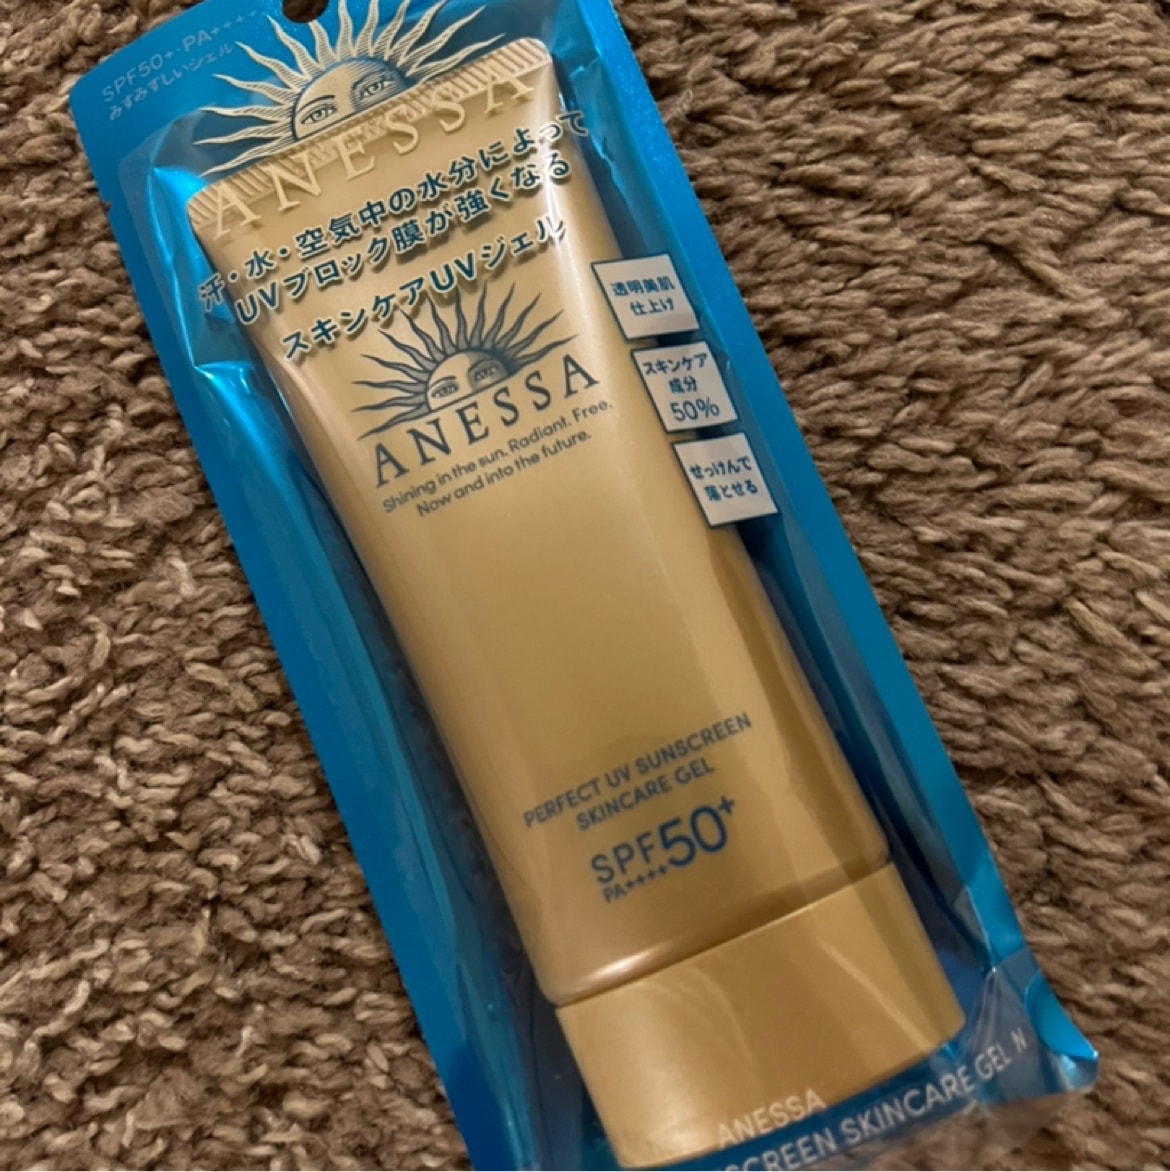 SPF50+・PA++++
みずみずしいジェル
ANESSA
汗・水・空気中の水分によって
UVブロック膜が強くなる
スキンケアUVジェル
透明美肌
仕上げ
スキンケア
成分
50%
せっけんで
落とせる
ANESSA
Shining in the sun. Radiant. Free.
Now and into the future.
PERFECT UV SUNSCREEN
SKINCARE GEL
SPF50+
PA++++
ANESSA
SCREEN SKINCARE GEL N